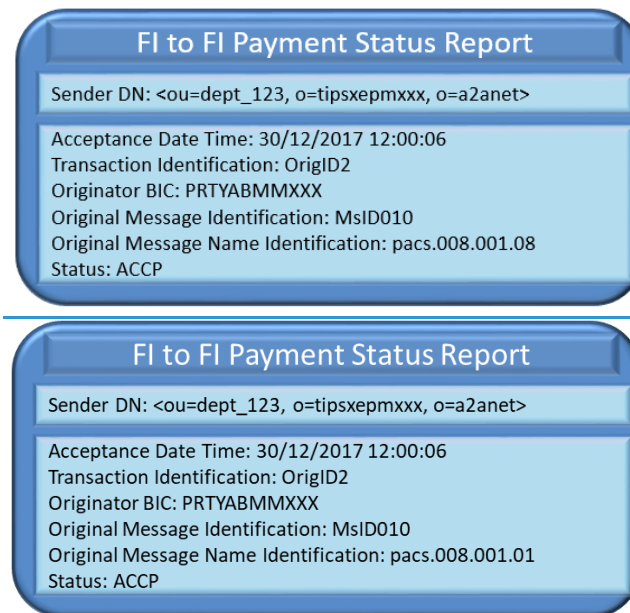 FI to FI Payment Status Report
Sender DN: <ou=dept_123, o=tipsxepmxxx, o=a2anet>
Acceptance Date Time: 30/12/2017 12:00:06
Transaction Identification: OrigID2
Originator BIC: PRTYABMMXXX
Original Message Identification: MsID010
Original Message Name Identification: pacs.008.001.08
Status: ACCP
FI to FI Payment Status Report
Sender DN: <ou=dept_123, o=tipsxepmxxx, o=a2anet>
Acceptance Date Time: 30/12/2017 12:00:06
Transaction Identification: OrigID2
Originator BIC: PRTYABMMXXX
Original Message Identification: MsID010
Original Message Name Identification: pacs.008.001.01
Status: ACCP